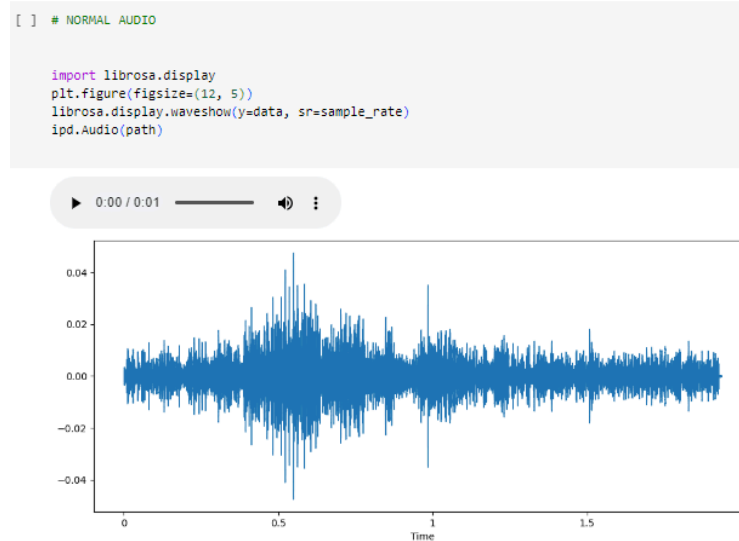 [ ] # NORMAL AUDIO
import librosa.display
plt.figure(figsize=(12, 5))
librosa.display.waveshow(y=data, sr=sample_rate)
ipd.Audio(path)
0:00 / 0:01
0.04
0.02
0.00
−0.02
−0.04
0 0.5 1 1.5
Time